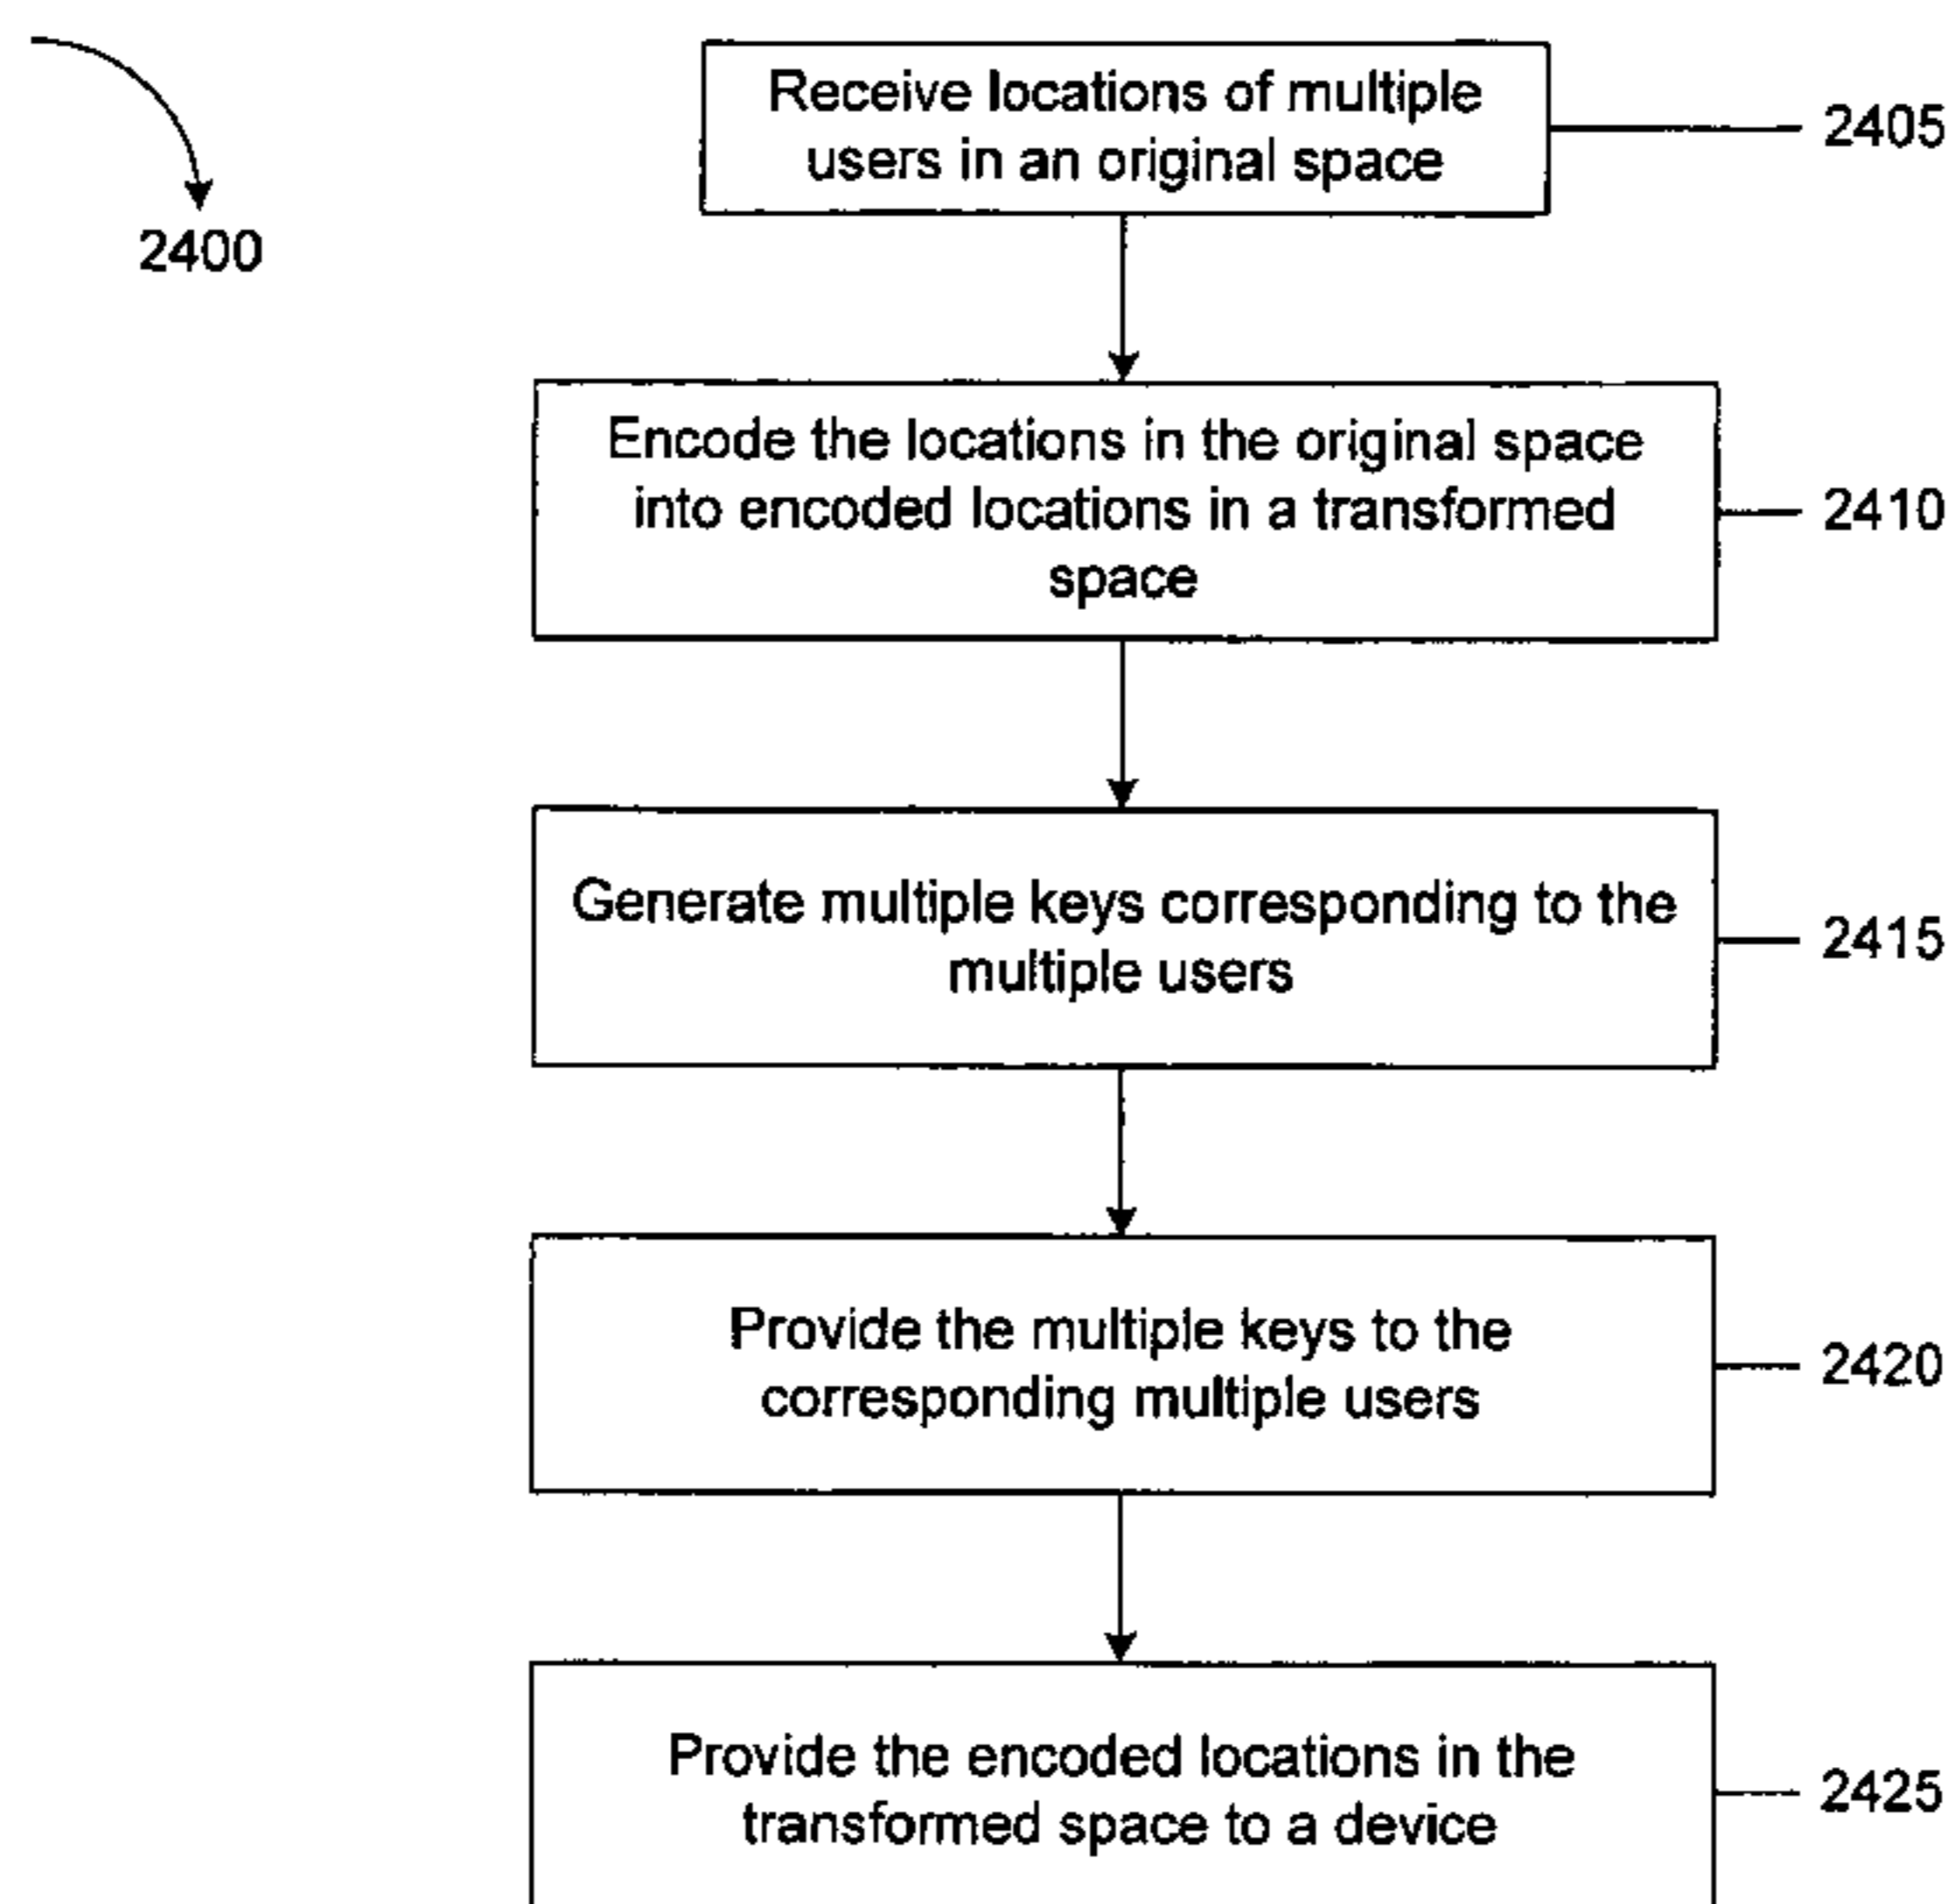 2400
Receive locations of multiple
users in an original space
2405
Encode the locations in the original space
into encoded locations in a transformed
space
2410
Generate multiple keys corresponding to the
multiple users
2415
Provide the multiple keys to the
corresponding multiple users
2420
Provide the encoded locations in the
transformed space to a device
2425